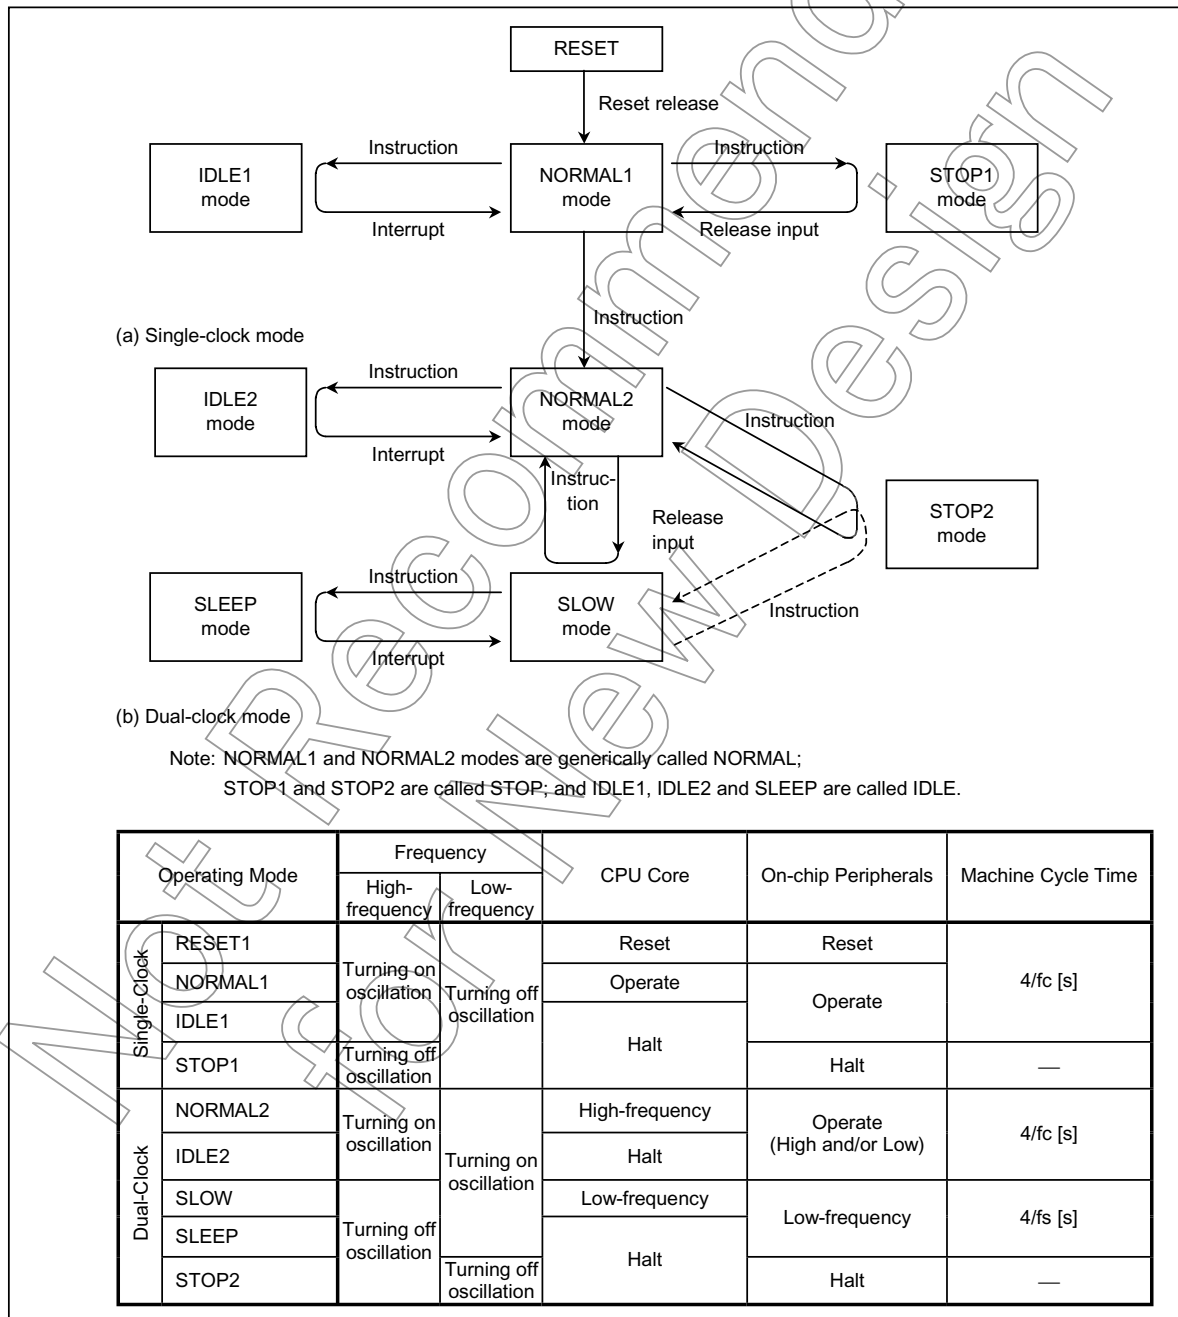 RESET
Reset release
IDLE1
mode
Instruction
Interrupt
NORMAL1
mode
Instruction
Release input
STOP1
mode
Instruction
(a) Single-clock mode
IDLE2
mode
Instruction
Interrupt
NORMAL2
mode
Instruction
Instruc-
tion
Release
input
STOP2
mode
SLEEP
mode
Instruction
Interrupt
SLOW
mode
Instruction
(b) Dual-clock mode
Note: NORMAL1 and NORMAL2 modes are generically called NORMAL;
STOP1 and STOP2 are called STOP; and IDLE1, IDLE2 and SLEEP are called IDLE.
Operating Mode
Frequency
High-
frequency
Low-
frequency
CPU Core
On-chip Peripherals
Machine Cycle Time
Single-Clock
RESET1
NORMAL1
IDLE1
STOP1
Turning on
oscillation
Turning off
oscillation
Turning off
oscillation
Reset
Operate
Halt
Reset
Operate
Halt
4/fc [s]
—
Dual-Clock
NORMAL2
IDLE2
SLOW
SLEEP
STOP2
Turning on
oscillation
Turning off
oscillation
Turning on
oscillation
Turning off
oscillation
High-frequency
Halt
Low-frequency
Halt
Operate
(High and/or Low)
Low-frequency
Halt
4/fc [s]
4/fs [s]
—
Not Recommend
for New Design